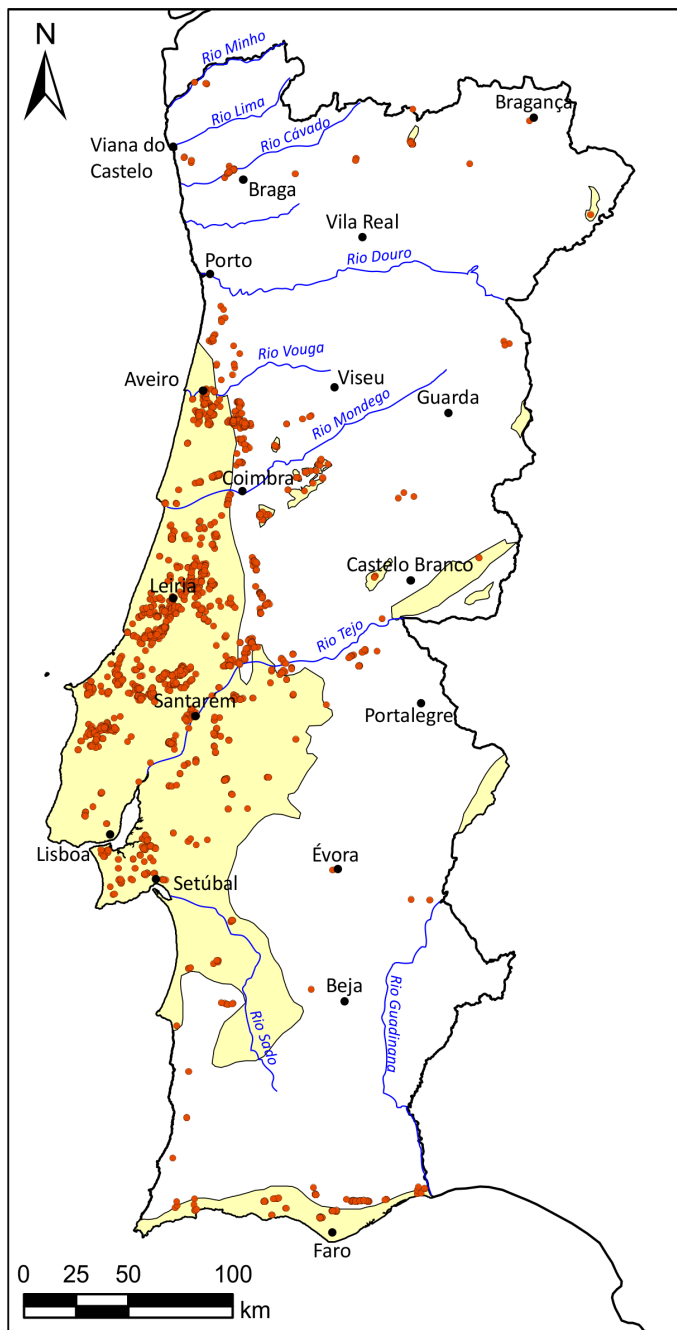 N
Rio Minho
Bragança
Rio Lima
Viana do
Castelo
Rio Cávado
Braga
Vila Real
Porto
Rio Douro
Rio Vouga
Aveiro
Viseu
Guarda
Rio Mondego
Coimbra
Castelo Branco
Leiria
Rio Tejo
Santarém
Portalegre
Lisboa
Évora
Setúbal
Beja
Rio Guadinana
Rio Sado
Faro
0 25 50 100
km